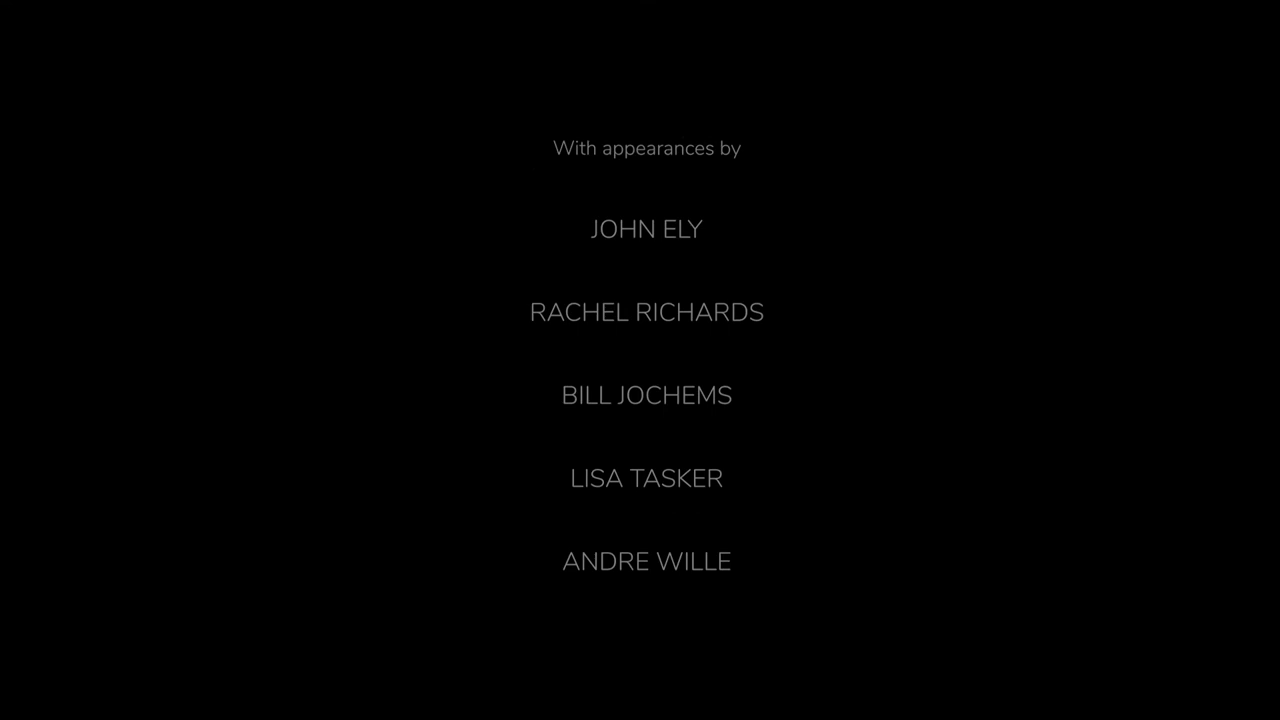 With appearances by
JOHN ELY
RACHEL RICHARDS
BILL JOCHEMS
LISA TASKER
ANDRE WILLE